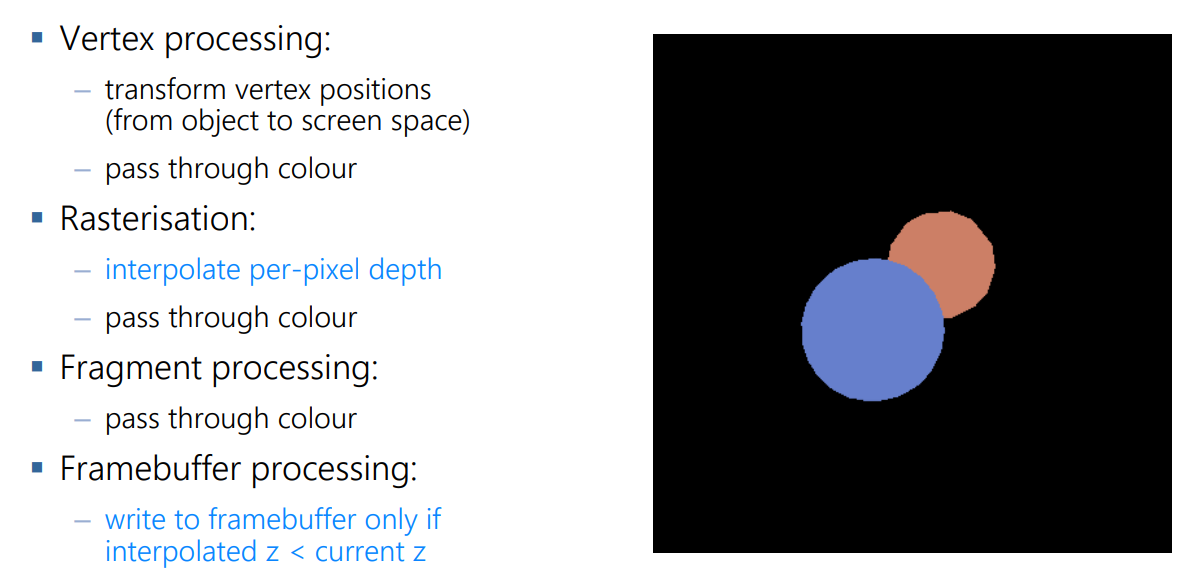 ▪ Vertex processing:
– transform vertex positions
(from object to screen space)
– pass through colour
▪ Rasterisation:
– interpolate per-pixel depth
– pass through colour
▪ Fragment processing:
– pass through colour
▪ Framebuffer processing:
– write to framebuffer only if
interpolated z < current z